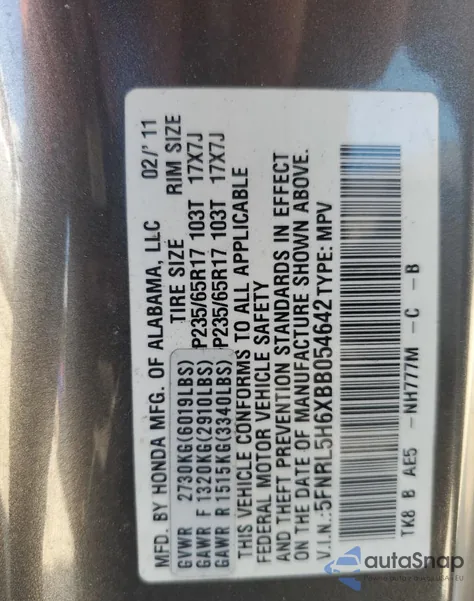 MFD. BY HONDA MFG. OF ALABAMA, LLC 02/'11
GVWR 2730KG(6019LBS) TIRE SIZE RIM SIZE
GAWR F 1320KG(2910LBS) P235/65R17 103T 17X7J
GAWR R 1515KG(3340LBS) P235/65R17 103T 17X7J
THIS VEHICLE CONFORMS TO ALL APPLICABLE
FEDERAL MOTOR VEHICLE SAFETY
AND THEFT PREVENTION STANDARDS IN EFFECT
ON THE DATE OF MANUFACTURE SHOWN ABOVE.
V.I.N.:5FNRL5H6XBB054642 TYPE: MPV
TK8 B AE5 -NH777M -C -B
autoSnap